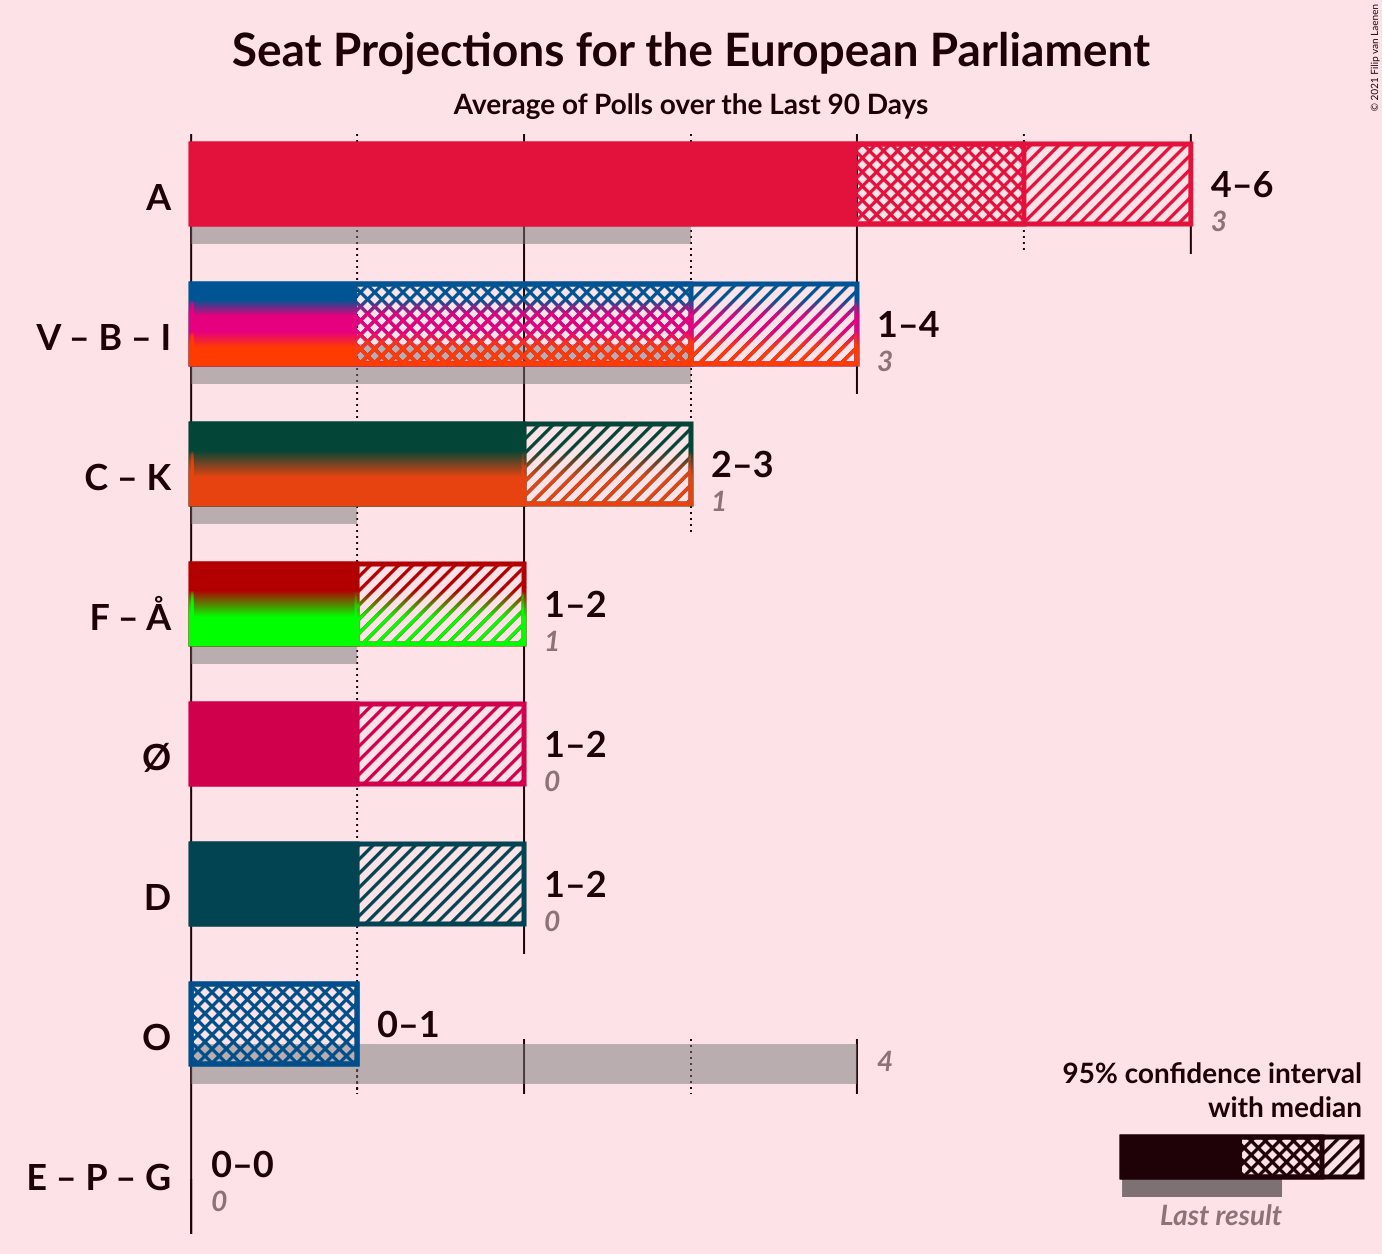 Seat Projections for the European Parliament
Average of Polls over the Last 90 Days
© 2021 Filip van Laenen
A
4–6
3
V – B – I
1–4
3
C – K
2–3
1
F – Å
1–2
1
Ø
1–2
0
D
1–2
0
O
0–1
4
E – P – G
0–0
0
95% confidence interval
with median
Last result